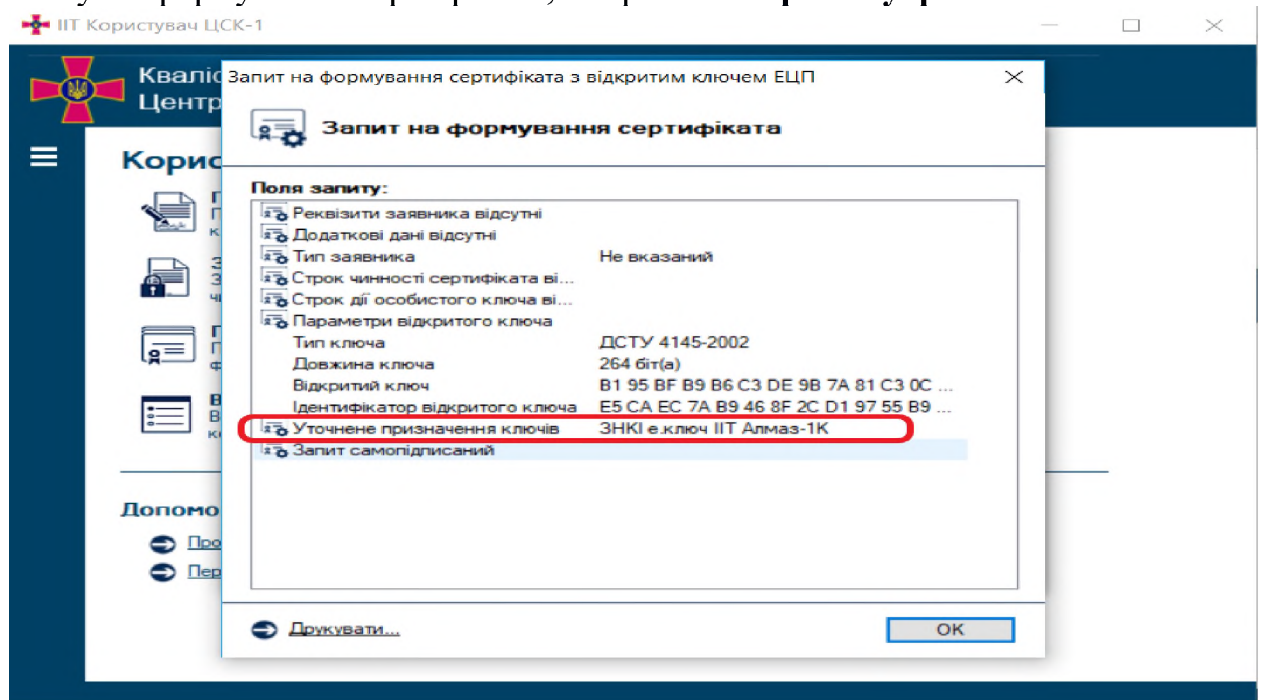 ІІТ Користувач ЦСК-1
Запит на формування сертифіката з відкритим ключем ЕЦП
Центр
Запит на формування сертифіката
Поля запиту:
Реквізити заявника відсутні
Додаткові дані відсутні
Тип заявника Не вказаний
Строк чинності сертифіката ві...
Строк дії особистого ключа ві...
Параметри відкритого ключа
Тип ключа ДСТУ 4145-2002
Довжина ключа 264 біт(а)
Відкритий ключ B1 95 BF B9 B6 C3 DE 9B 7A 81 C3 0C ...
Ідентифікатор відкритого ключа E5 CA EC 7A B9 46 8F 2C D1 97 55 B9 ...
Уточнене призначення ключів ЗНКІ е.ключ ІІТ Алмаз-1К
Запит самопідписаний
Друкувати...
OK